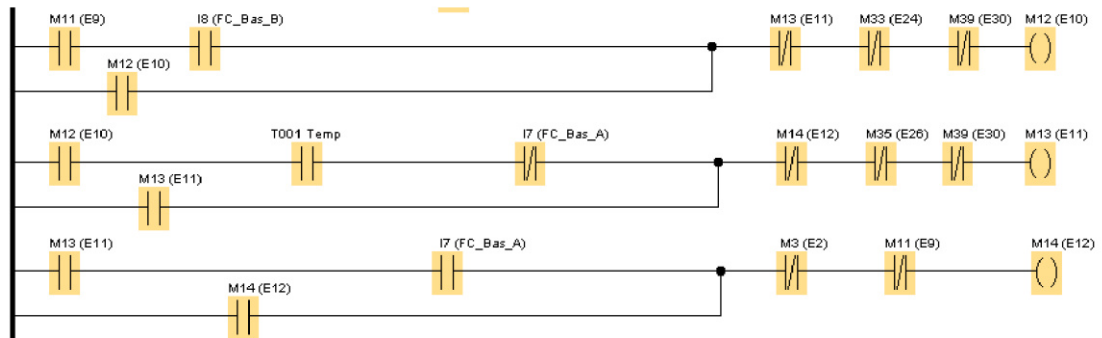 M11 (E9) I8 (FC_Bas_B) M13 (E11) M33 (E24) M39 (E30) M12 (E10)
M12 (E10)
M12 (E10) T001 Temp I7 (FC_Bas_A) M14 (E12) M35 (E26) M39 (E30) M13 (E11)
M13 (E11)
M13 (E11) I7 (FC_Bas_A) M3 (E2) M11 (E9) M14 (E12)
M14 (E12)